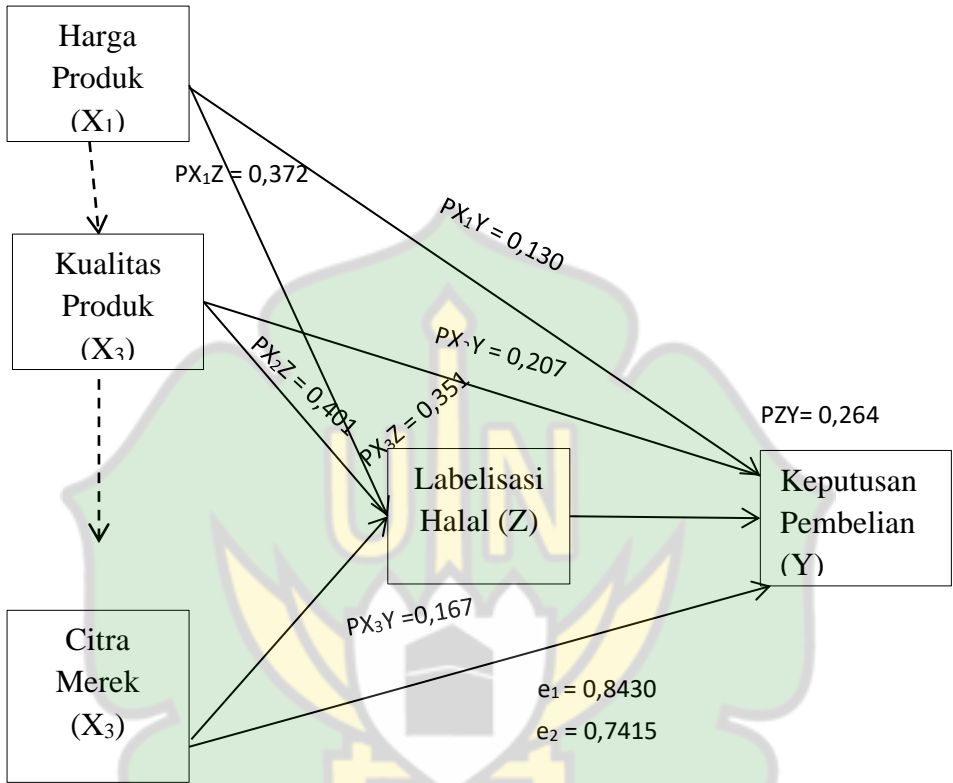 Harga
Produk
(X₁)
PX₁Z = 0,372
PX₁Y = 0,130
Kualitas
Produk
(X₃)
PX₂Y = 0,207
PX₂Z = 0,401
PX₃Z = 0,351
PZY= 0,264
Labelisasi
Halal (Z)
Keputusan
Pembelian
(Y)
UIN
PX₃Y =0,167
Citra
Merek
(X₃)
e₁ = 0,8430
e₂ = 0,7415